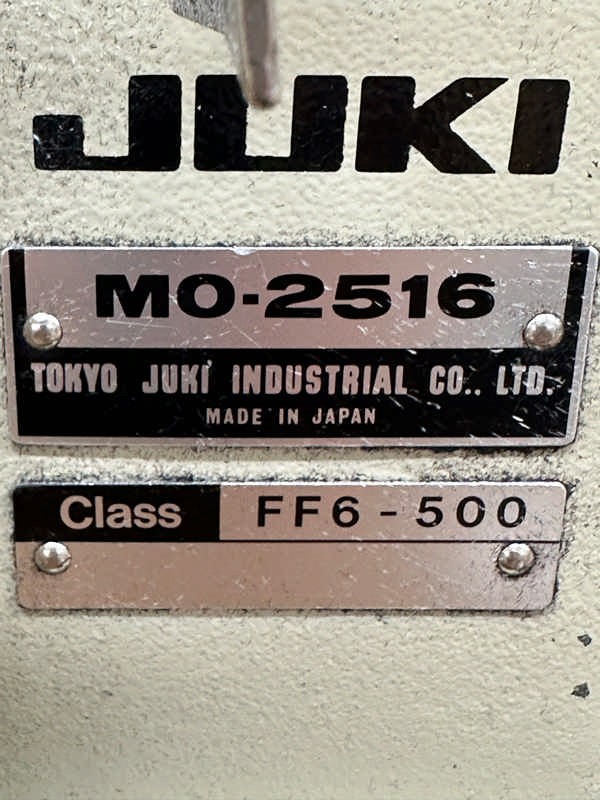 JUKI
MO-2516
TOKYO JUKI INDUSTRIAL CO., LTD.
MADE IN JAPAN
Class FF6-500